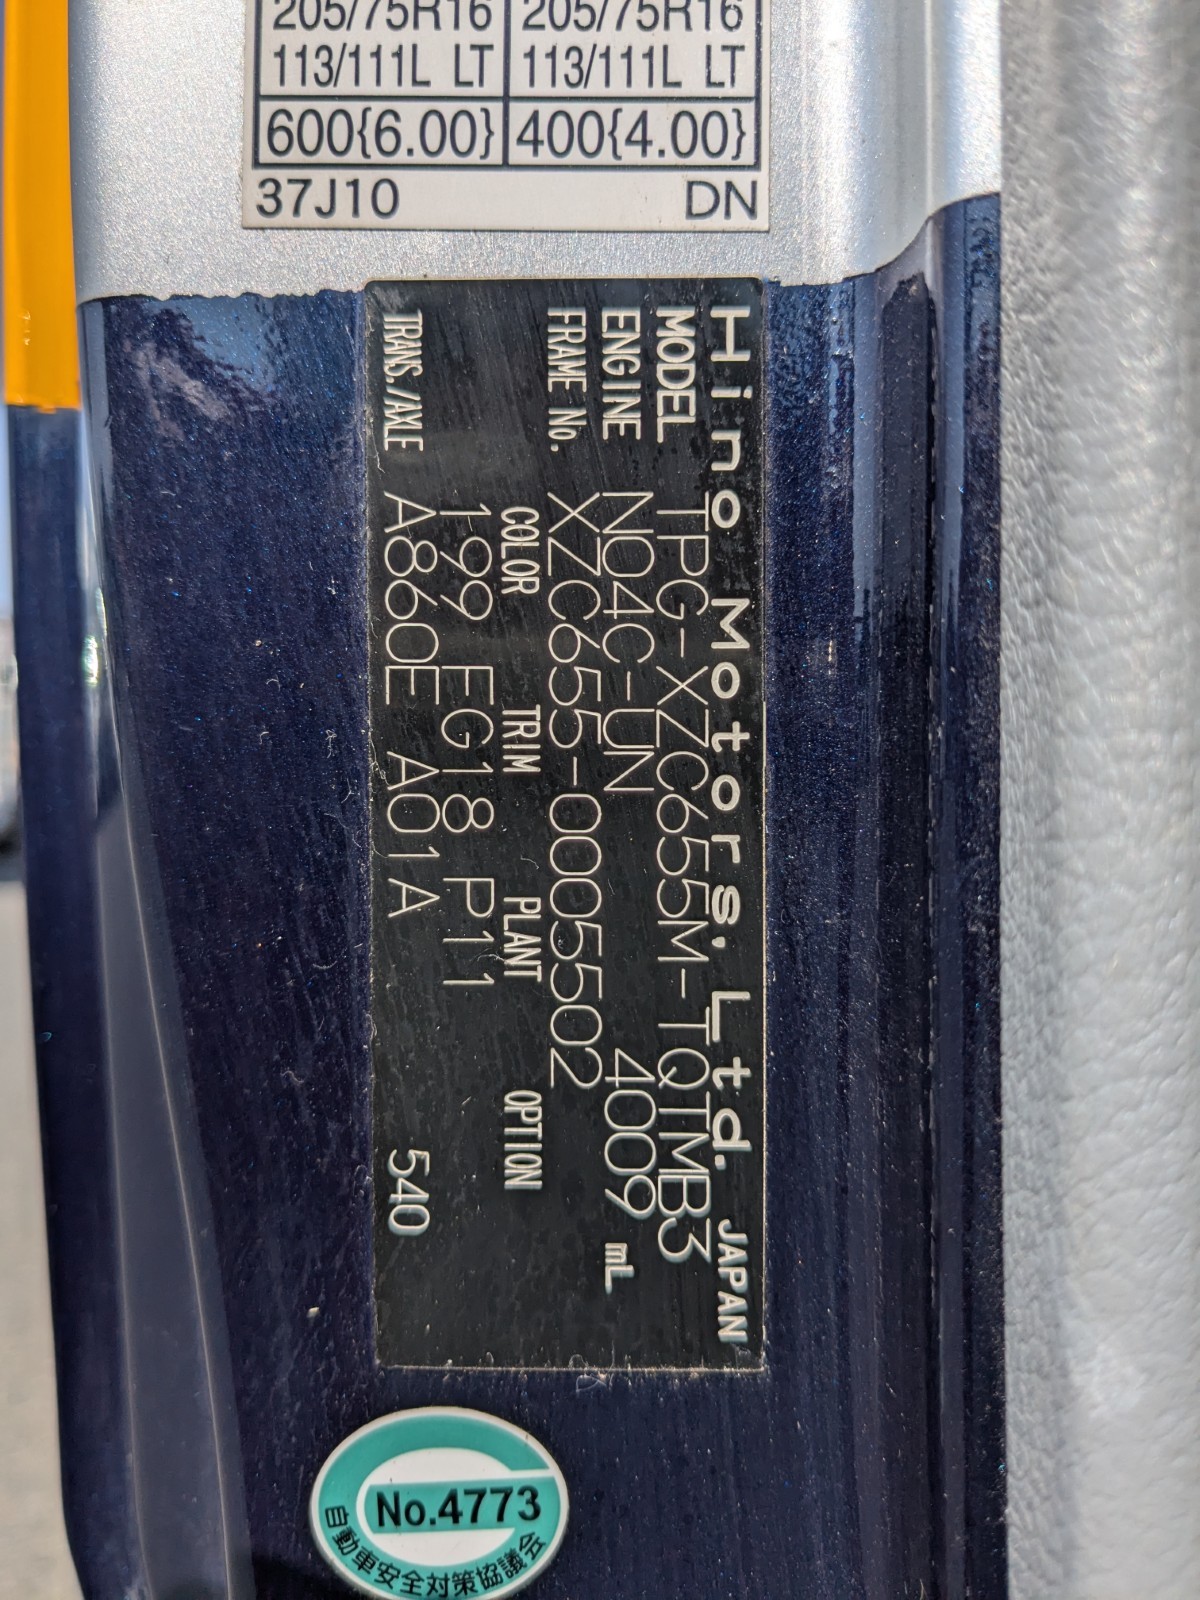 205/75R16 205/75R16
113/111L LT 113/111L LT
600{6.00} 400{4.00}
37J10 DN
Hino Motors, Ltd. JAPAN
MODEL TPG-XZC655M-TQTMB3
ENGINE N04C-UN 4009 mL
FRAME No. XZC655-0005502
COLOR TRIM PLANT OPTION
199 EG18 P11
TRANS./AXLE A860E A01A 540
No.4773
自動車安全対策協議会